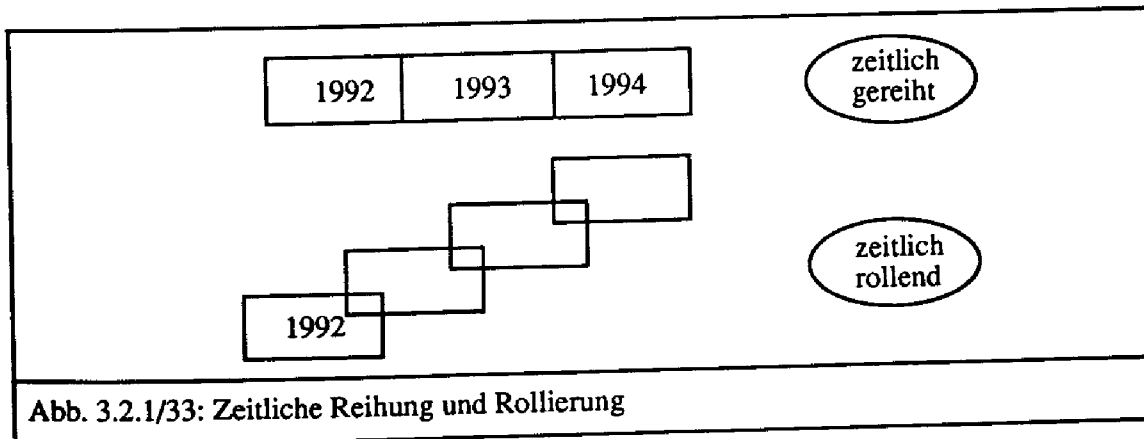 1992 1993 1994
zeitlich
gereiht
zeitlich
rollend
1992
Abb. 3.2.1/33: Zeitliche Reihung und Rollierung